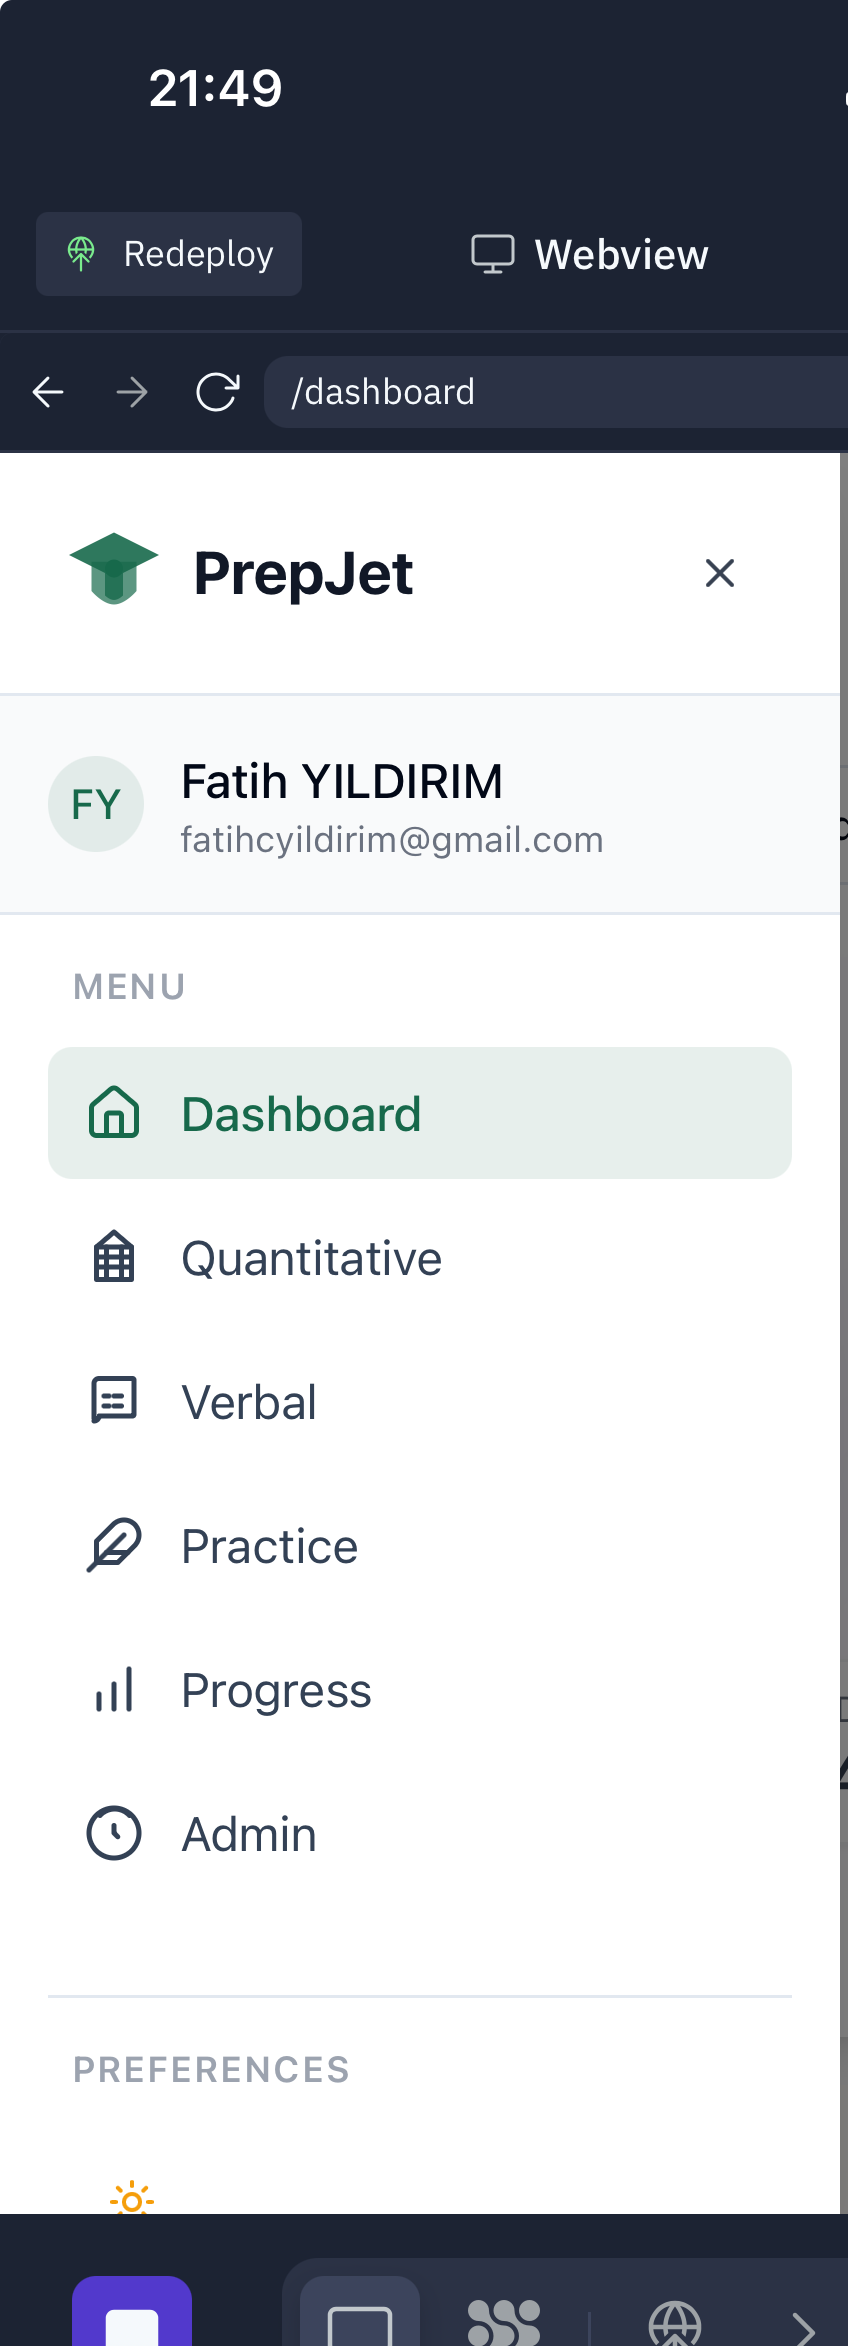 21:49
Redeploy
Webview
/dashboard
PrepJet
FY
Fatih YILDIRIM
fatihcyildirim@gmail.com
MENU
Dashboard
Quantitative
Verbal
Practice
Progress
Admin
PREFERENCES